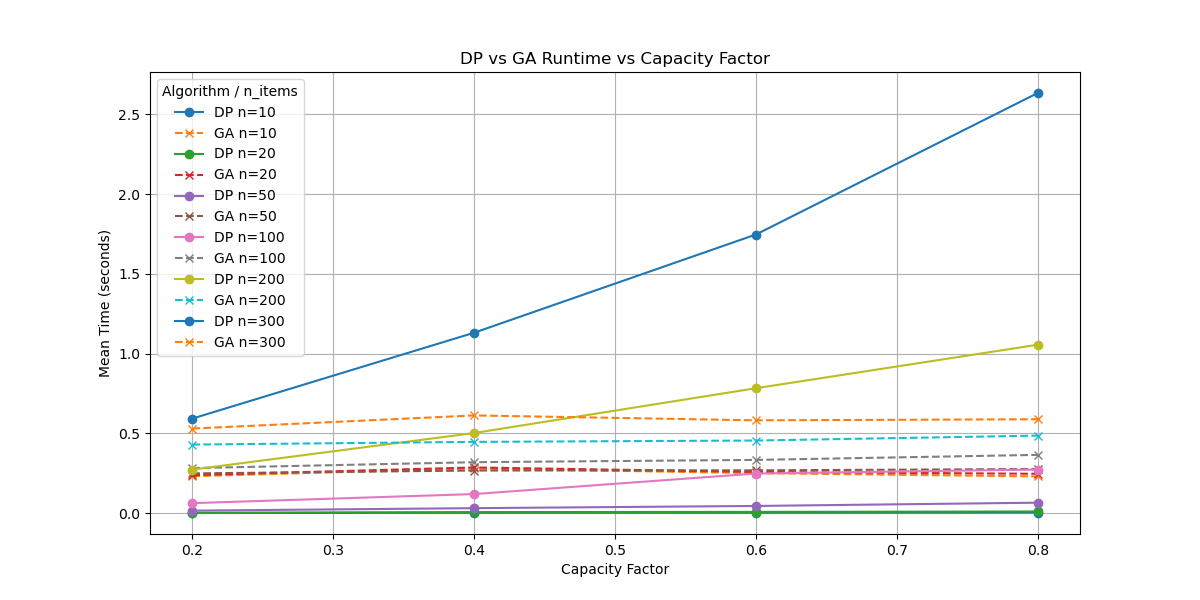 DP vs GA Runtime vs Capacity Factor
Algorithm / n_items
DP n=10
GA n=10
DP n=20
GA n=20
DP n=50
GA n=50
DP n=100
GA n=100
DP n=200
GA n=200
DP n=300
GA n=300
Mean Time (seconds)
2.5
2.0
1.5
1.0
0.5
0.0
0.2 0.3 0.4 0.5 0.6 0.7 0.8
Capacity Factor